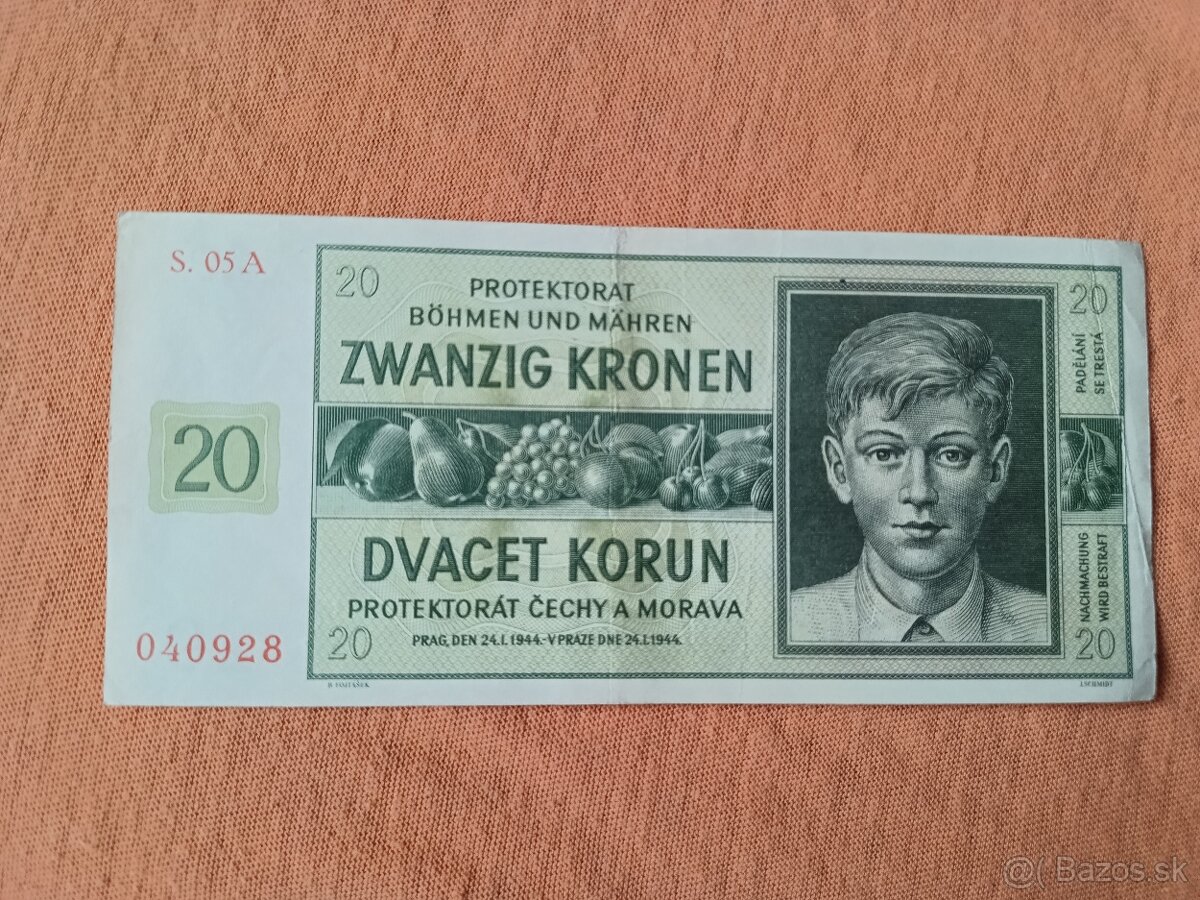 S. 05 A
20
PROTEKTORAT
BÖHMEN UND MÄHREN
ZWANZIG KRONEN
20
PADĚLÁNÍ
SE TRESTÁ
20
DVACET KORUN
PROTEKTORÁT ČECHY A MORAVA
PRAG, DEN 24.I.1944.-V PRAZE DNE 24.I.1944.
NACHMACHUNG
WIRD BESTRAFT
040928
20
20
J.SCHMIDT
@( Bazos.sk